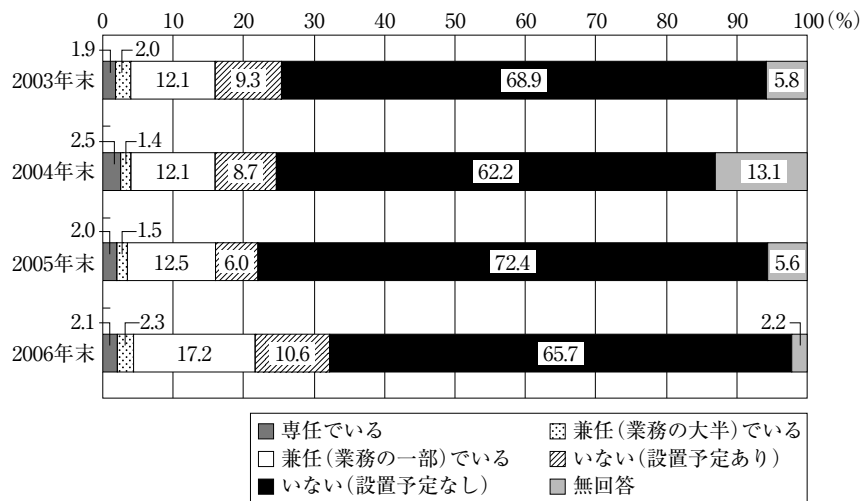 0 10 20 30 40 50 60 70 80 90 100(%)
1.9 2.0
2003年末 12.1 9.3 68.9 5.8
2.5 1.4
2004年末 12.1 8.7 62.2 13.1
2.0 1.5
2005年末 12.5 6.0 72.4 5.6
2.1 2.3 2.2
2006年末 17.2 10.6 65.7
専任でいる 兼任(業務の大半)でいる
兼任(業務の一部)でいる いない(設置予定あり)
いない(設置予定なし) 無回答